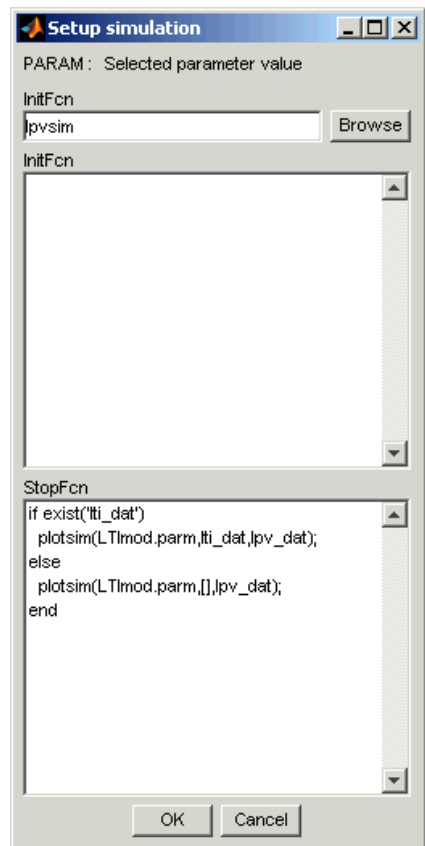 Setup simulation
PARAM : Selected parameter value
InitFcn
lpvsim
Browse
InitFcn
StopFcn
if exist('lti_dat')
plotsim(LTImod.parm,lti_dat,lpv_dat);
else
plotsim(LTImod.parm,[],lpv_dat);
end
OK Cancel